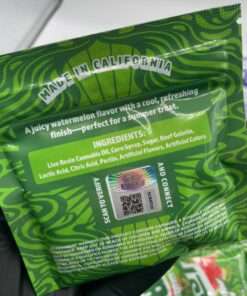 MADE IN CALIFORNIA
A juicy watermelon flavor with a cool, refreshing
finish—perfect for a summer treat.
INGREDIENTS:
Live Resin Cannabis Oil, Corn Syrup, Sugar, Beef Gelatin,
Lactic Acid, Citric Acid, Pectin, Artificial Flavors, Artificial Colors
SCAN TO VERIFY
AND CONNECT